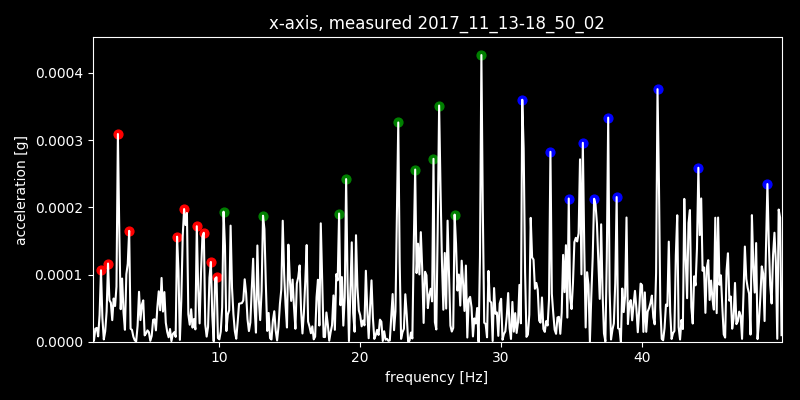 x-axis, measured 2017_11_13-18_50_02
0.0004
0.0003
0.0002
0.0001
0.0000
acceleration [g]
10 20 30 40
frequency [Hz]